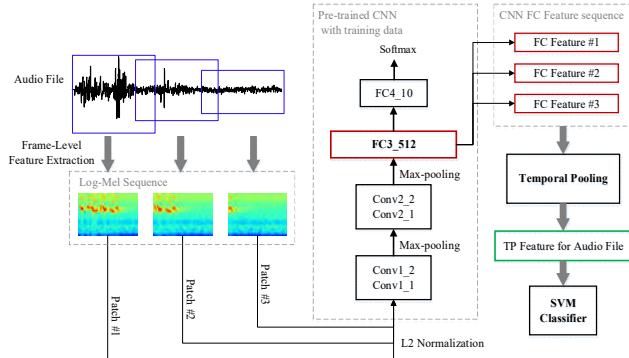 Audio File
Frame-Level
Feature Extraction
Log-Mel Sequence
Patch #1
Patch #2
Patch #3
L2 Normalization
Pre-trained CNN
with training data
Softmax
FC4_10
FC3_512
Max-pooling
Conv2_2
Conv2_1
Max-pooling
Conv1_2
Conv1_1
CNN FC Feature sequence
FC Feature #1
FC Feature #2
FC Feature #3
Temporal Pooling
TP Feature for Audio File
SVM
Classifier